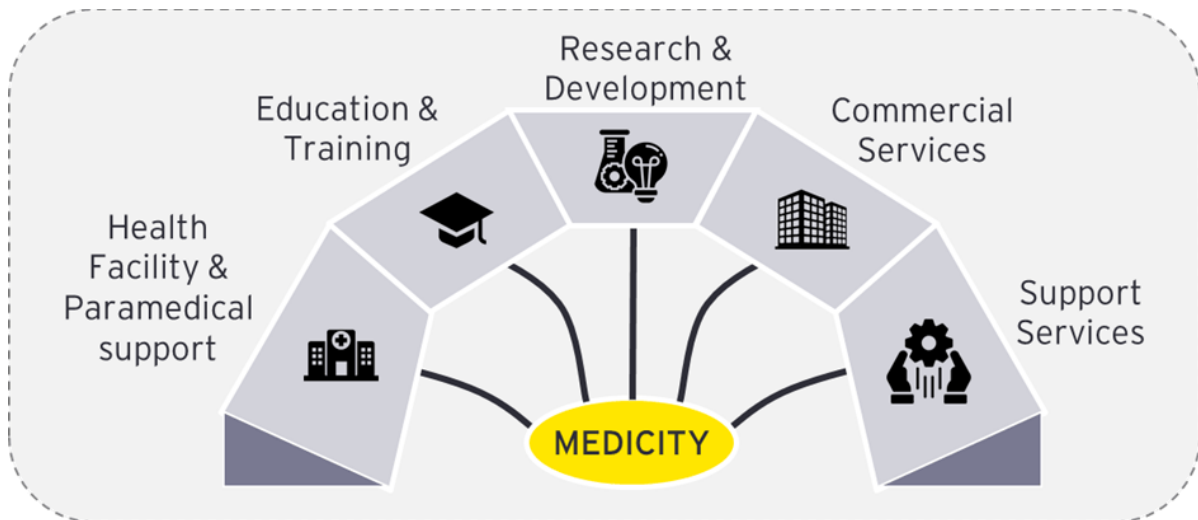 Health
Facility &
Paramedical
support
Education &
Training
Research &
Development
Commercial
Services
Support
Services
MEDICITY